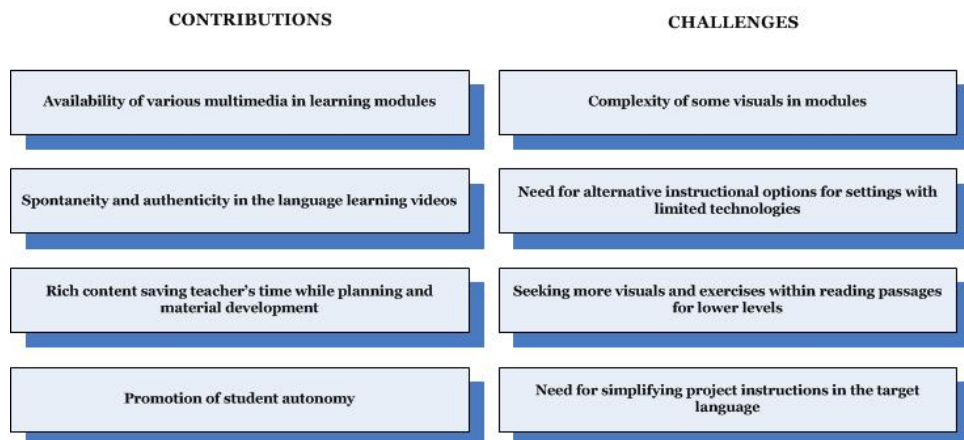 CONTRIBUTIONS
Availability of various multimedia in learning modules
Spontaneity and authenticity in the language learning videos
Rich content saving teacher's time while planning and
material development
Promotion of student autonomy
CHALLENGES
Complexity of some visuals in modules
Need for alternative instructional options for settings with
limited technologies
Seeking more visuals and exercises within reading passages
for lower levels
Need for simplifying project instructions in the target
language